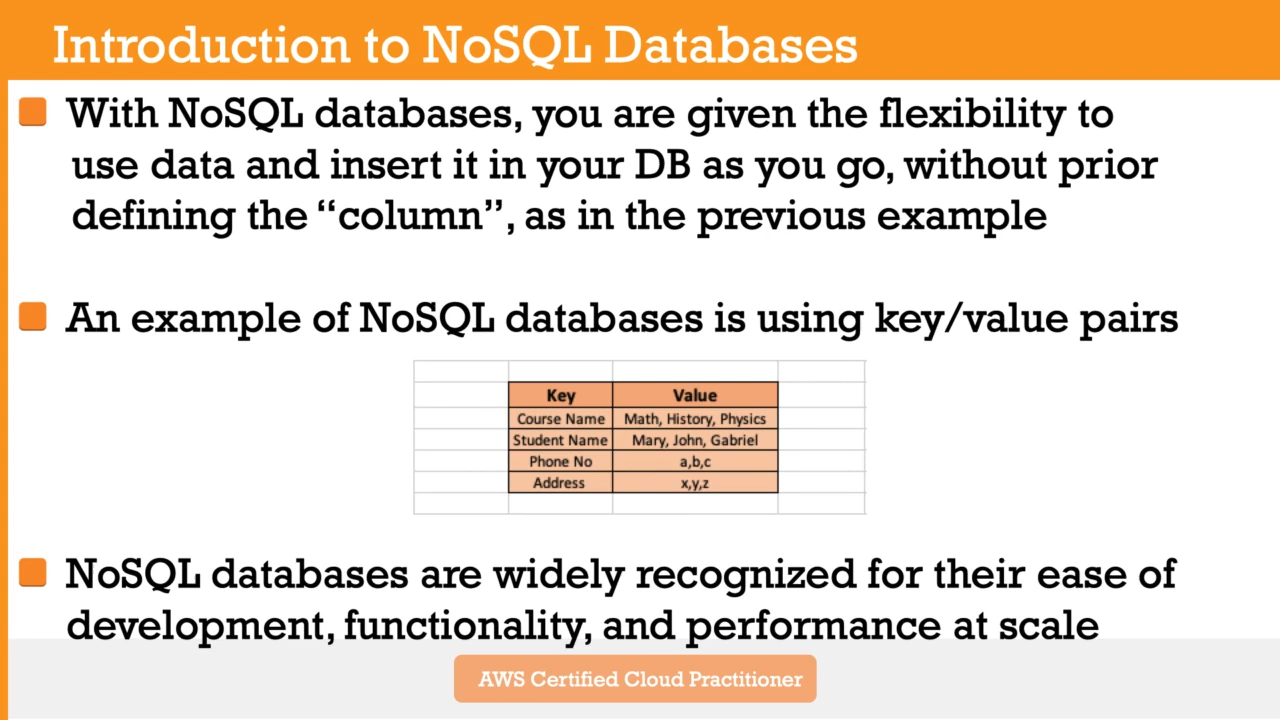 Introduction to NoSQL Databases
With NoSQL databases, you are given the flexibility to
use data and insert it in your DB as you go, without prior
defining the “column”, as in the previous example
An example of NoSQL databases is using key/value pairs
Key Value
Course Name Math, History, Physics
Student Name Mary, John, Gabriel
Phone No a,b,c
Address x,y,z
NoSQL databases are widely recognized for their ease of
development, functionality, and performance at scale
AWS Certified Cloud Practitioner